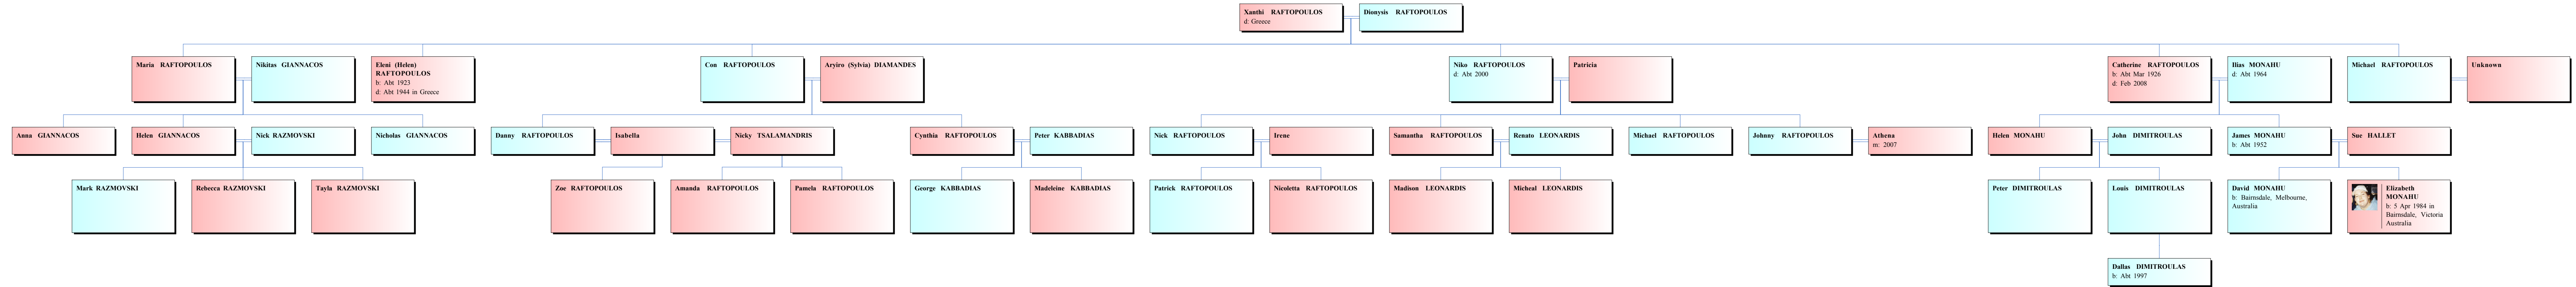 Xanthi RAFTOPOULOS
d: Greece
Dionysis RAFTOPOULOS
Maria RAFTOPOULOS
Nikitas GIANNACOS
Eleni (Helen)
RAFTOPOULOS
b: Abt 1923
d: Abt 1944 in Greece
Con RAFTOPOULOS
Aryiro (Sylvia) DIAMANDES
Niko RAFTOPOULOS
d: Abt 2000
Patricia
Catherine RAFTOPOULOS
b: Abt Mar 1926
d: Feb 2008
Ilias MONAHU
d: Abt 1964
Michael RAFTOPOULOS
Unknown
Anna GIANNACOS
Helen GIANNACOS
Nick RAZMOVSKI
Nicholas GIANNACOS
Danny RAFTOPOULOS
Isabella
Nicky TSALAMANDRIS
Cynthia RAFTOPOULOS
Peter KABBADIAS
Nick RAFTOPOULOS
Irene
Samantha RAFTOPOULOS
Renato LEONARDIS
Michael RAFTOPOULOS
Johnny RAFTOPOULOS
Athena
m: 2007
Helen MONAHU
John DIMITROULAS
James MONAHU
b: Abt 1952
Sue HALLET
Mark RAZMOVSKI
Rebecca RAZMOVSKI
Tayla RAZMOVSKI
Zoe RAFTOPOULOS
Amanda RAFTOPOULOS
Pamela RAFTOPOULOS
George KABBADIAS
Madeleine KABBADIAS
Patrick RAFTOPOULOS
Nicoletta RAFTOPOULOS
Madison LEONARDIS
Micheal LEONARDIS
Peter DIMITROULAS
Louis DIMITROULAS
David MONAHU
b: Bairnsdale, Melbourne,
Australia
Elizabeth
MONAHU
b: 5 Apr 1984 in
Bairnsdale, Victoria
Australia
Dallas DIMITROULAS
b: Abt 1997